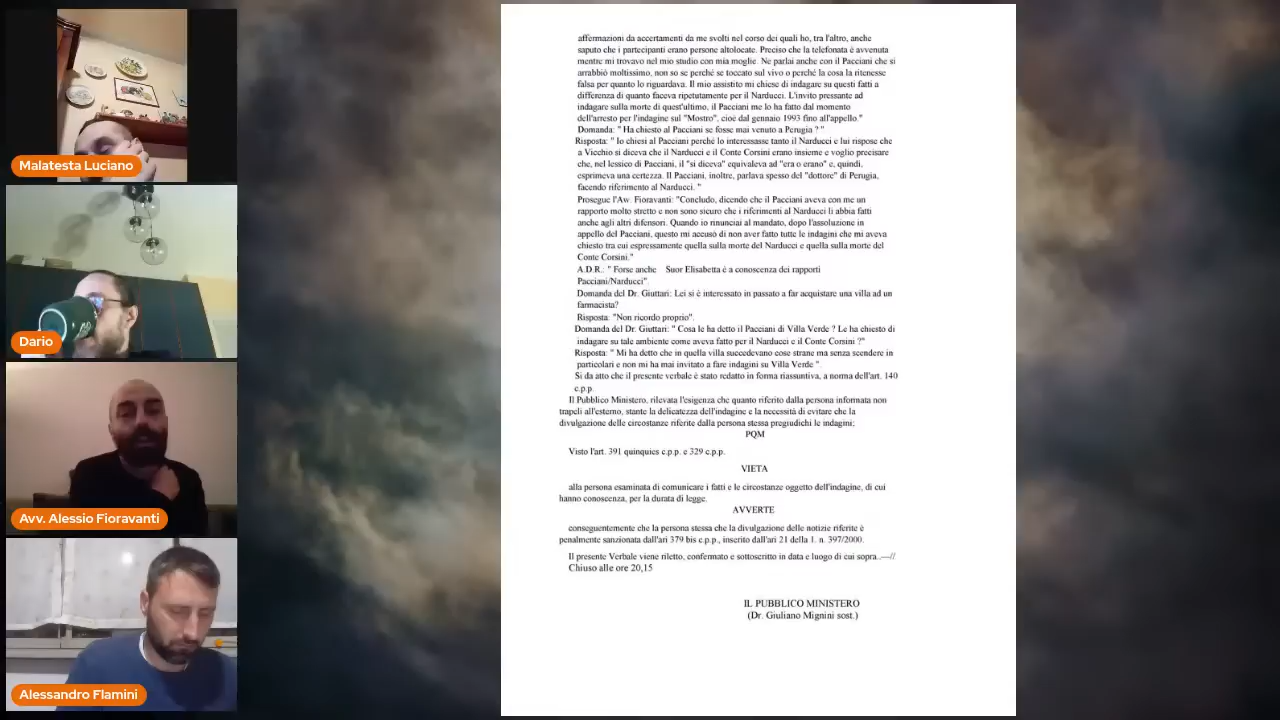 Malatesta Luciano
Dario
Avv. Alessio Fioravanti
Alessandro Flamini
affermazioni da accertamenti da me svolti nel corso dei quali ho, tra l'altro, anche
saputo che i partecipanti erano persone altolocate. Preciso che la telefonata è avvenuta
mentre mi trovavo nel mio studio con mia moglie. Ne parlai anche con il Pacciani che si
arrabbiò moltissimo, non so se perché se toccato sul vivo o perché la cosa la ritenesse
falsa per quanto lo riguardava. Il mio assistito mi chiese di indagare su questi fatti a
differenza di quanto faceva ripetutamente per il Narducci. L'invito pressante ad
indagare sulla morte di quest'ultimo, il Pacciani me lo ha fatto dal momento
dell'arresto per l'indagine sul "Mostro", cioè dal gennaio 1993 fino all'appello."
Domanda: " Ha chiesto al Pacciani se fosse mai venuto a Perugia ? "
Risposta: " Io chiesi al Pacciani perché lo interessasse tanto il Narducci e lui rispose che
a Vicchio si diceva che il Narducci e il Conte Corsini erano insieme e voglio precisare
che, nel lessico di Pacciani, il "si diceva" equivaleva ad "era o erano" e, quindi,
esprimeva una certezza. Il Pacciani, inoltre, parlava spesso del "dottore" di Perugia,
facendo riferimento al Narducci. "
Prosegue l'Aw. Fioravanti: "Concludo, dicendo che il Pacciani aveva con me un
rapporto molto stretto e non sono sicuro che i riferimenti al Narducci li abbia fatti
anche agli altri difensori. Quando io rinunciai al mandato, dopo l'assoluzione in
appello del Pacciani, questo mi accusò di non aver fatto tutte le indagini che mi aveva
chiesto tra cui espressamente quella sulla morte del Narducci e quella sulla morte del
Conte Corsini."
A.D.R.: " Forse anche Suor Elisabetta è a conoscenza dei rapporti
Pacciani/Narducci".
Domanda del Dr. Giuttari: Lei si è interessato in passato a far acquistare una villa ad un
farmacista?
Risposta: "Non ricordo proprio".
Domanda del Dr. Giuttari: " Cosa le ha detto il Pacciani di Villa Verde ? Le ha chiesto di
indagare su tale ambiente come aveva fatto per il Narducci e il Conte Corsini ?"
Risposta: " Mi ha detto che in quella villa succedevano cose strane ma senza scendere in
particolari e non mi ha mai invitato a fare indagini su Villa Verde ".
Si da atto che il presente verbale è stato redatto in forma riassuntiva, a norma dell'art. 140
c.p.p.
Il Pubblico Ministero, rilevata l'esigenza che quanto riferito dalla persona informata non
trapeli all'esterno, stante la delicatezza dell'indagine e la necessità di evitare che la
divulgazione delle circostanze riferite dalla persona stessa pregiudichi le indagini;
PQM
Visto l'art. 391 quinquies c.p.p. e 329 c.p.p.
VIETA
alla persona esaminata di comunicare i fatti e le circostanze oggetto dell'indagine, di cui
hanno conoscenza, per la durata di legge.
AVVERTE
conseguentemente che la persona stessa che la divulgazione delle notizie riferite è
penalmente sanzionata dall'ari 379 bis c.p.p., inserito dall'ari 21 della 1. n. 397/2000.
Il presente Verbale viene riletto, confermato e sottoscritto in data e luogo di cui sopra..—//
Chiuso alle ore 20,15
IL PUBBLICO MINISTERO
(Dr. Giuliano Mignini sost.)